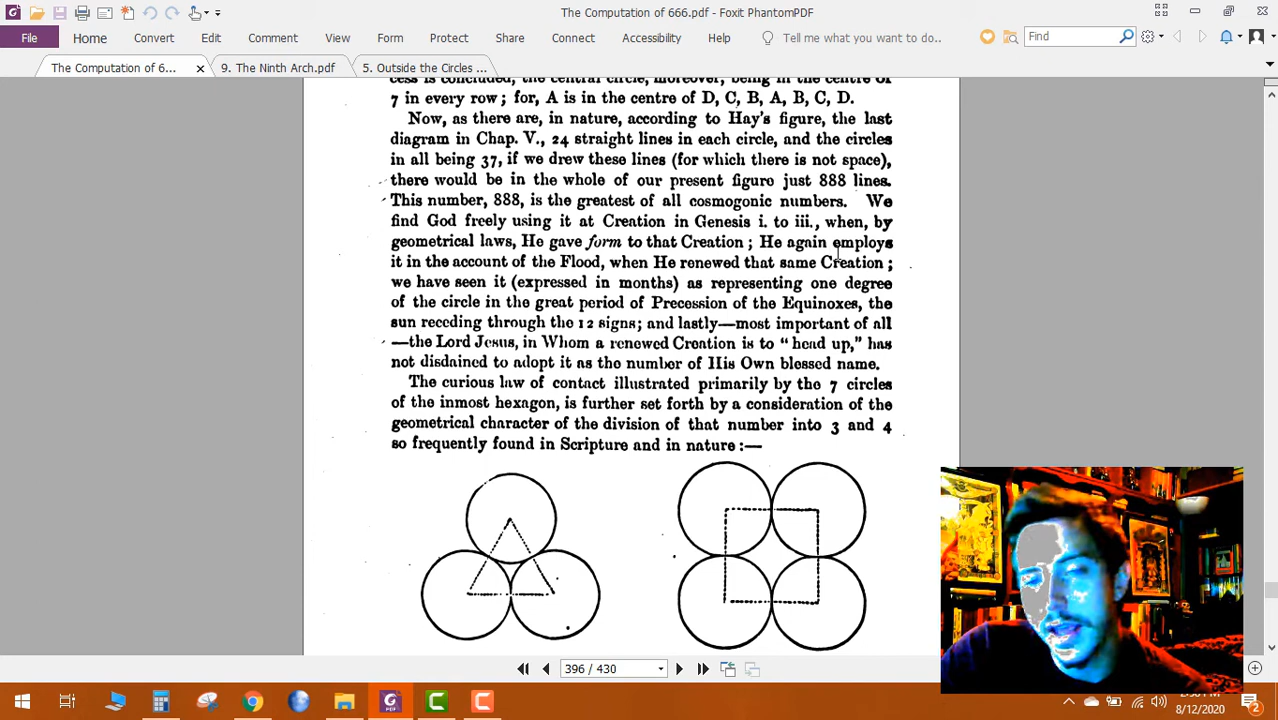 The Computation of 666.pdf - Foxit PhantomPDF
File
Home
Convert
Edit
Comment
View
Form
Protect
Share
Connect
Accessibility
Help
Tell me what you want to do..
Find
The Computation of 6...
9. The Ninth Arch.pdf
5. Outside the Circles ...
cess is concluded, the central circle, moreover, being in the centre of
7 in every row; for, A is in the centre of D, C, B, A, B, C, D.
Now, as there are, in nature, according to Hay's figure, the last
diagram in Chap. V., 24 straight lines in each circle, and the circles
in all being 37, if we drew these lines (for which there is not space),
there would be in the whole of our present figure just 888 lines.
This number, 888, is the greatest of all cosmogonic numbers. We
find God freely using it at Creation in Genesis i. to iii., when, by
geometrical laws, He gave form to that Creation; He again employs
it in the account of the Flood, when He renewed that same Creation;
we have seen it (expressed in months) as representing one degree
of the circle in the great period of Precession of the Equinoxes, the
sun receding through the 12 signs; and lastly—most important of all
—the Lord Jesus, in Whom a renewed Creation is to "head up," has
not disdained to adopt it as the number of His Own blessed name.
The curious law of contact illustrated primarily by the 7 circles
of the inmost hexagon, is further set forth by a consideration of the
geometrical character of the division of that number into 3 and 4
so frequently found in Scripture and in nature:—
396 / 430
8/12/2020
2